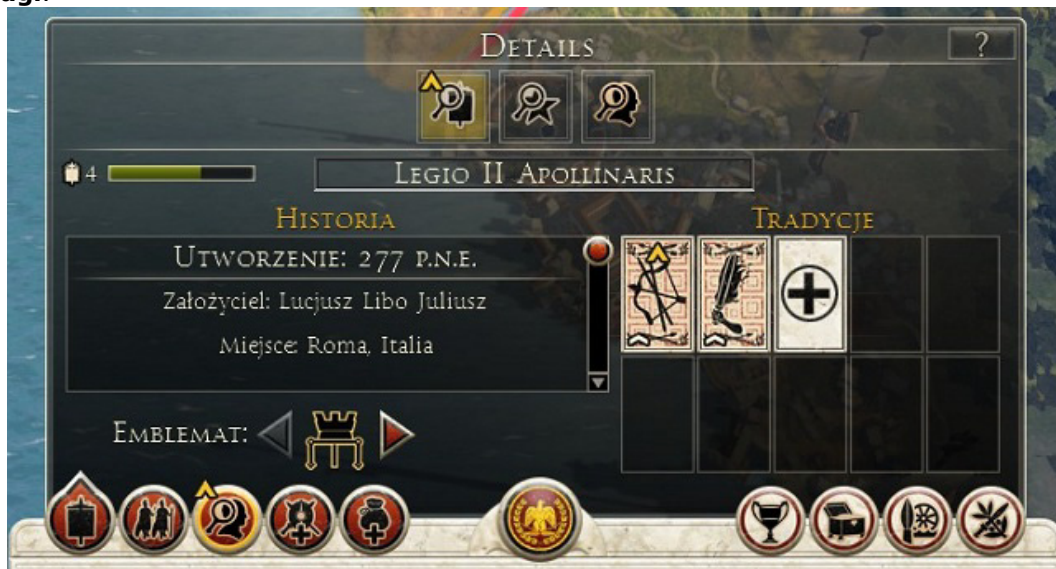 Details
?
4
Legio II Apollinaris
Historia
Tradycje
Utworzenie: 277 p.n.e.
Założyciel: Lucjusz Libo Juliusz
Miejsce: Roma, Italia
Emblemat: